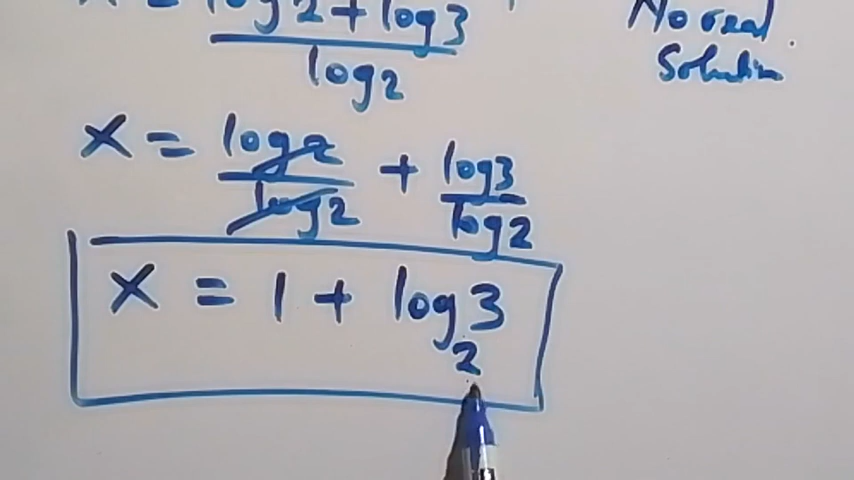 x = log2 + log3
log2
No real
Solution
x = log2/log2 + log3/log2
x = 1 + log₂3